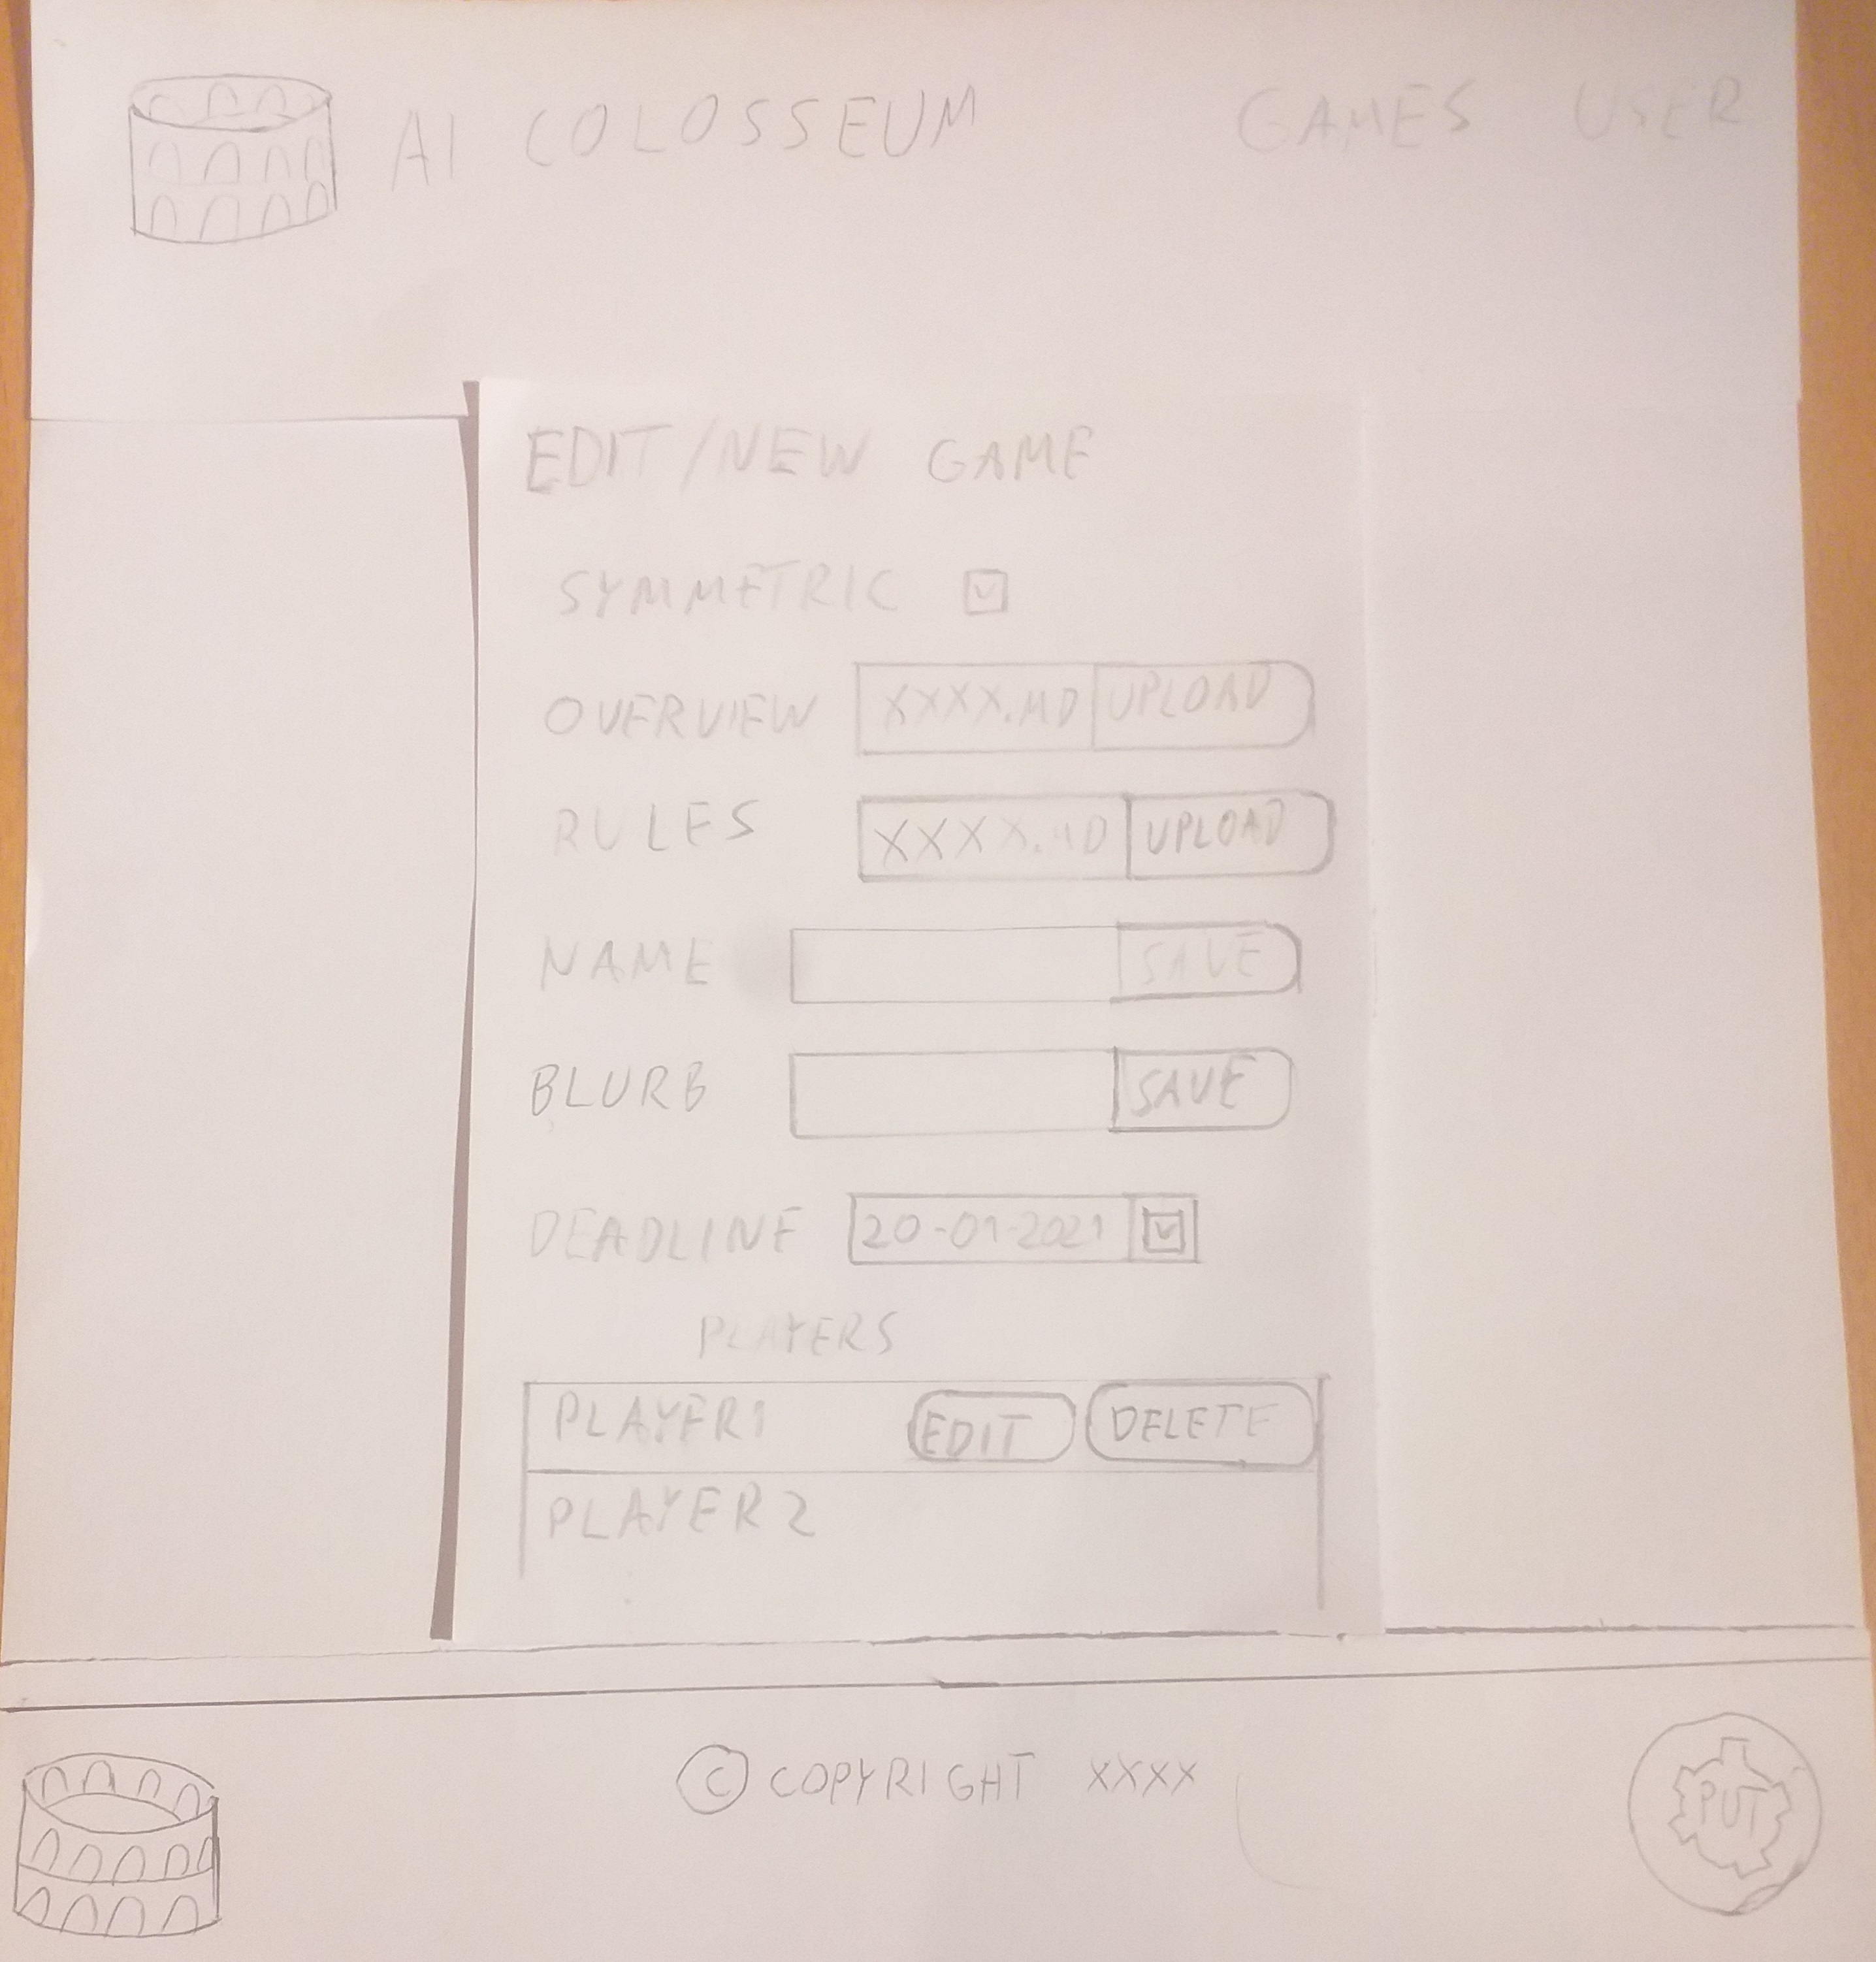 AI COLOSSEUM GAMES USER
EDIT/NEW GAME
SYMMETRIC
OVERVIEW XXXX.MD UPLOAD
RULES XXXX.MD UPLOAD
NAME SAVE
BLURB SAVE
DEADLINE 20-01-2021
PLAYERS
PLAYER1 EDIT DELETE
PLAYER2
© COPYRIGHT XXXX
PUT